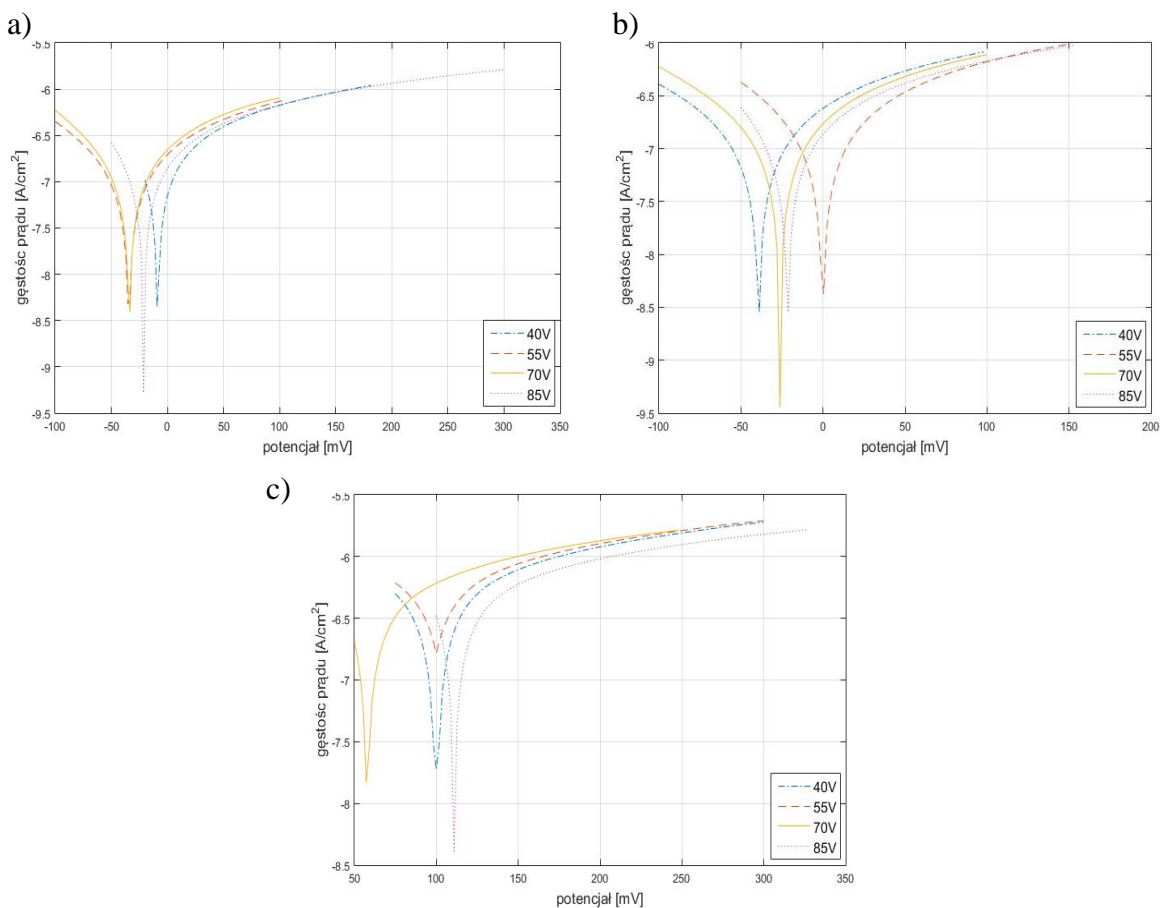 a)
-5.5
-6
-6.5
-7
-7.5
-8
-8.5
-9
-9.5
gęstośc prądu [A/cm²]
-100 -50 0 50 100 150 200 250 300 350
potencjał [mV]
40V
55V
70V
85V
b)
-6
-6.5
-7
-7.5
-8
-8.5
-9
-9.5
gęstośc prądu [A/cm²]
-100 -50 0 50 100 150 200
potencjał [mV]
40V
55V
70V
85V
c)
-5.5
-6
-6.5
-7
-7.5
-8
-8.5
gęstośc prądu [A/cm²]
50 100 150 200 250 300 350
potencjał [mV]
40V
55V
70V
85V